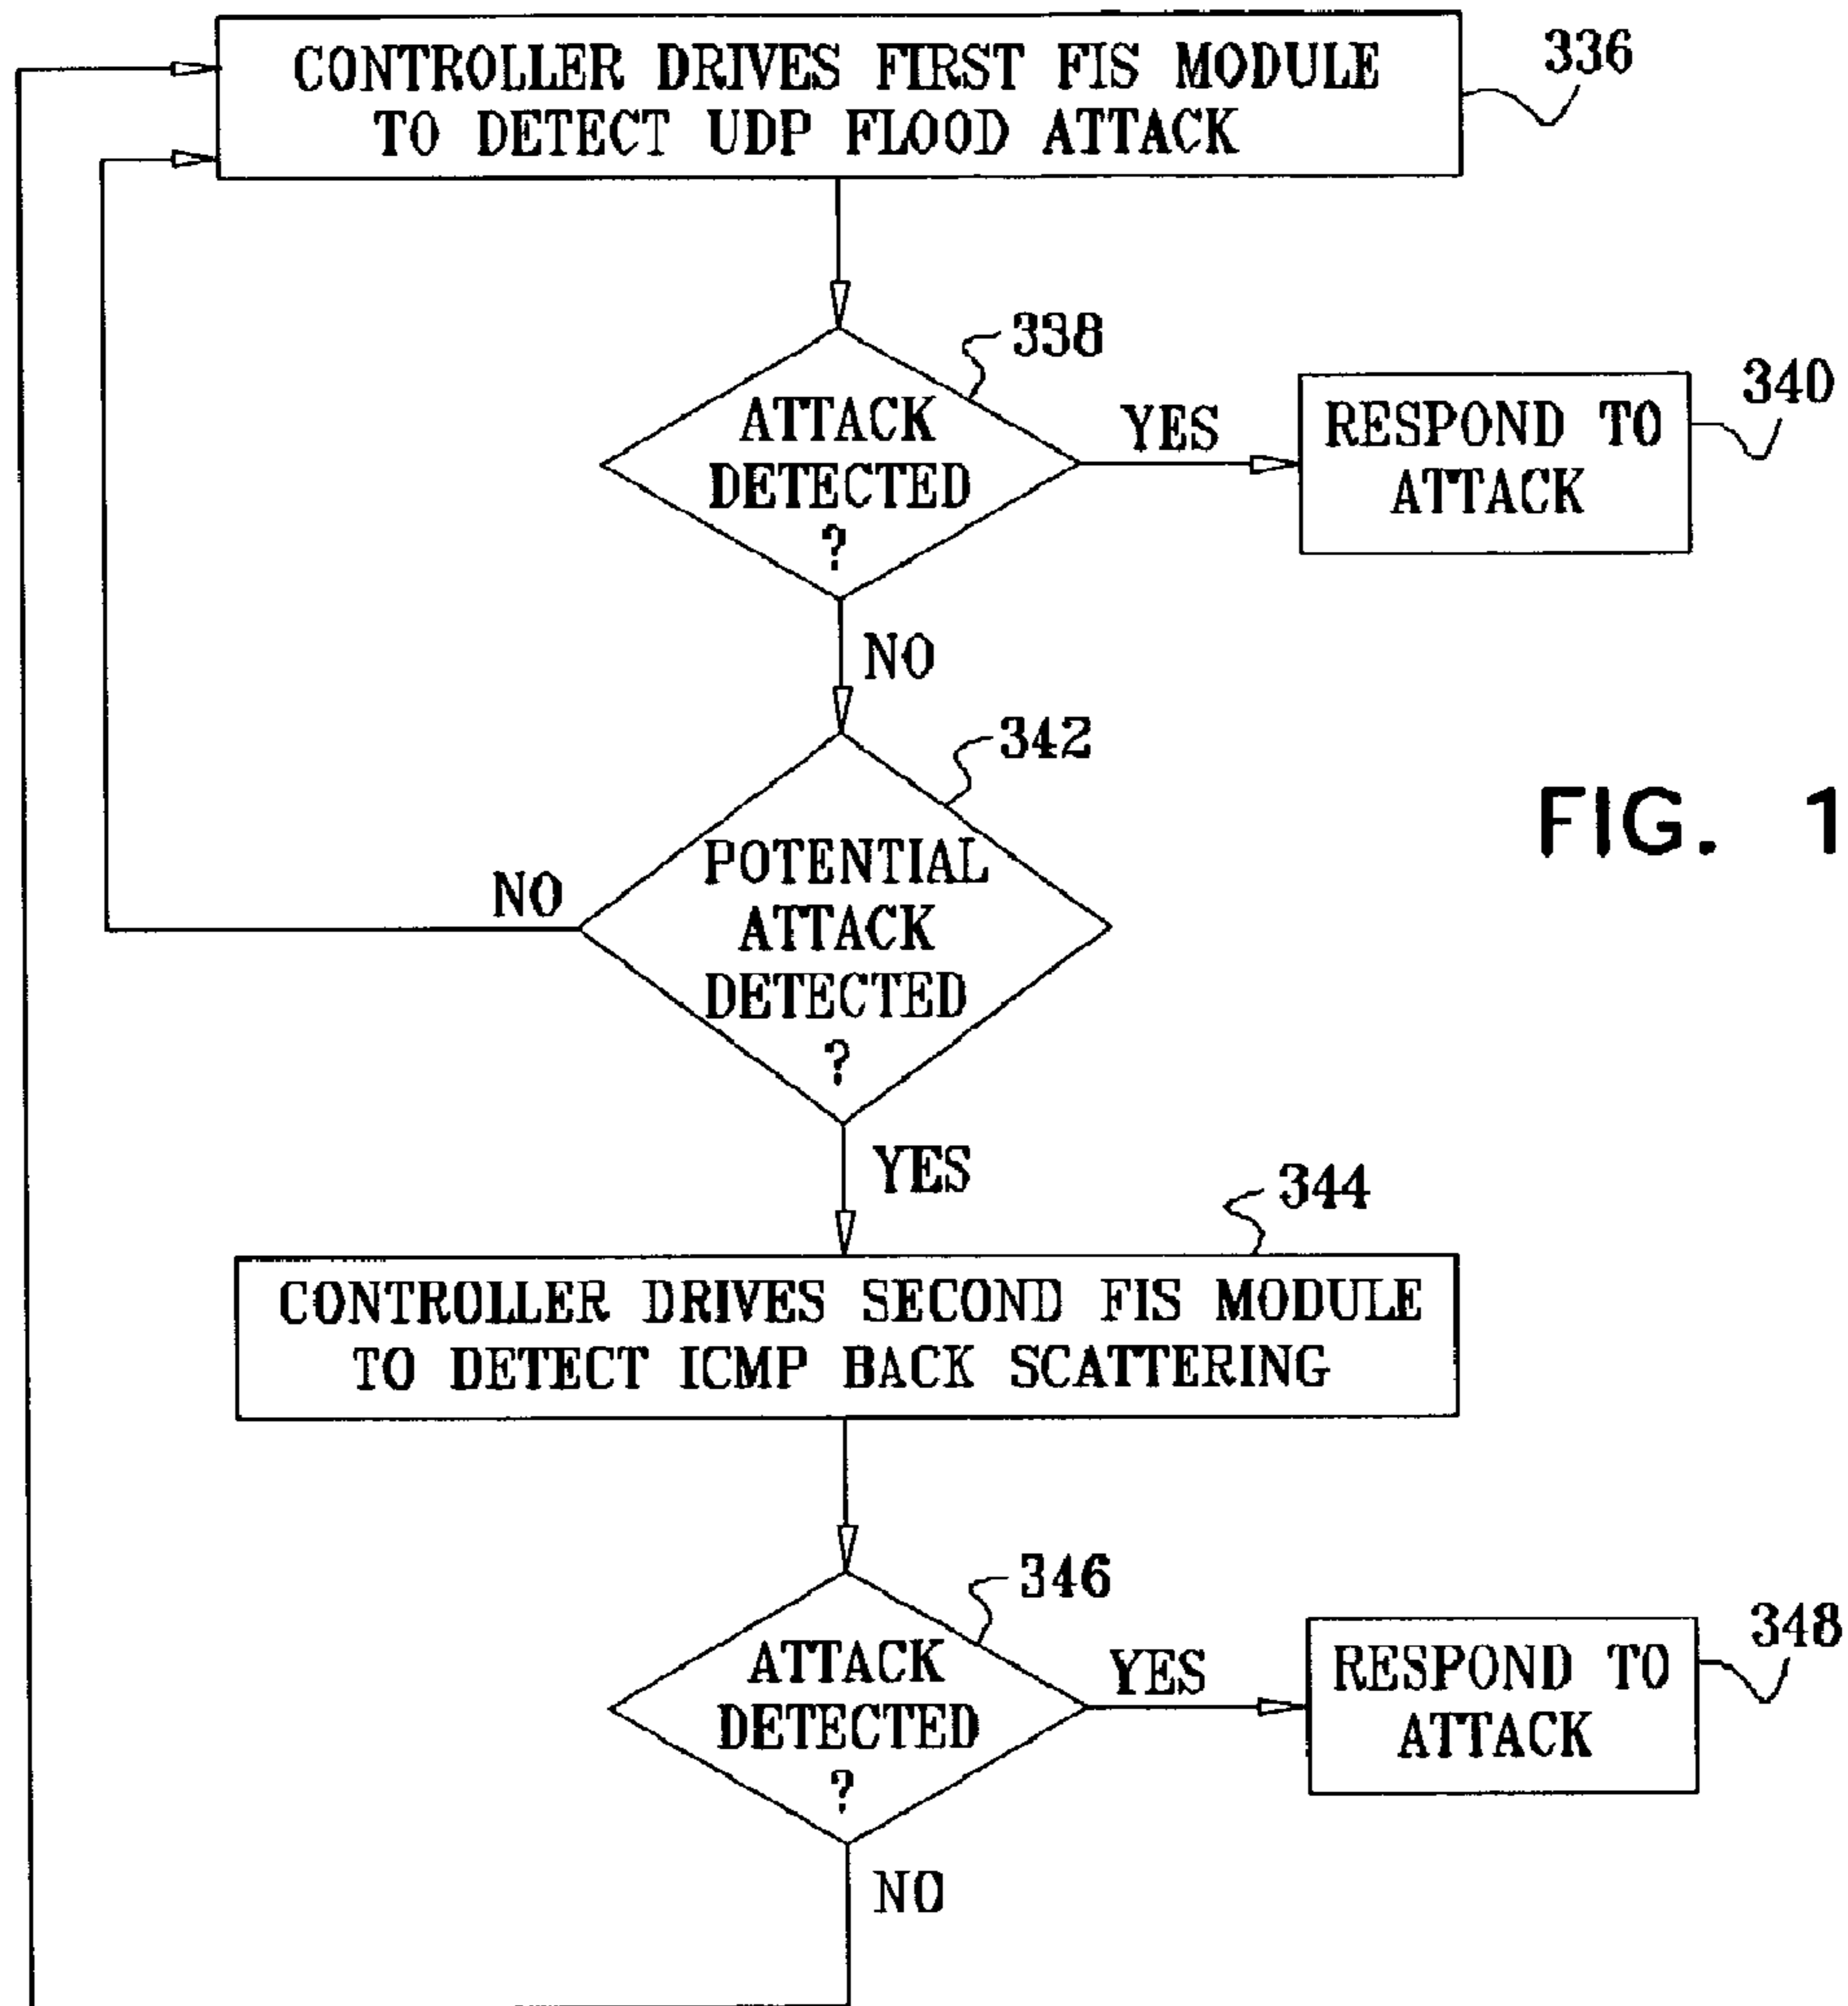 CONTROLLER DRIVES FIRST FIS MODULE
TO DETECT UDP FLOOD ATTACK
336
338
ATTACK
DETECTED
?
YES
RESPOND TO
ATTACK
340
NO
342
POTENTIAL
ATTACK
DETECTED
?
NO
FIG. 1
YES
344
CONTROLLER DRIVES SECOND FIS MODULE
TO DETECT ICMP BACK SCATTERING
346
ATTACK
DETECTED
?
YES
RESPOND TO
ATTACK
348
NO